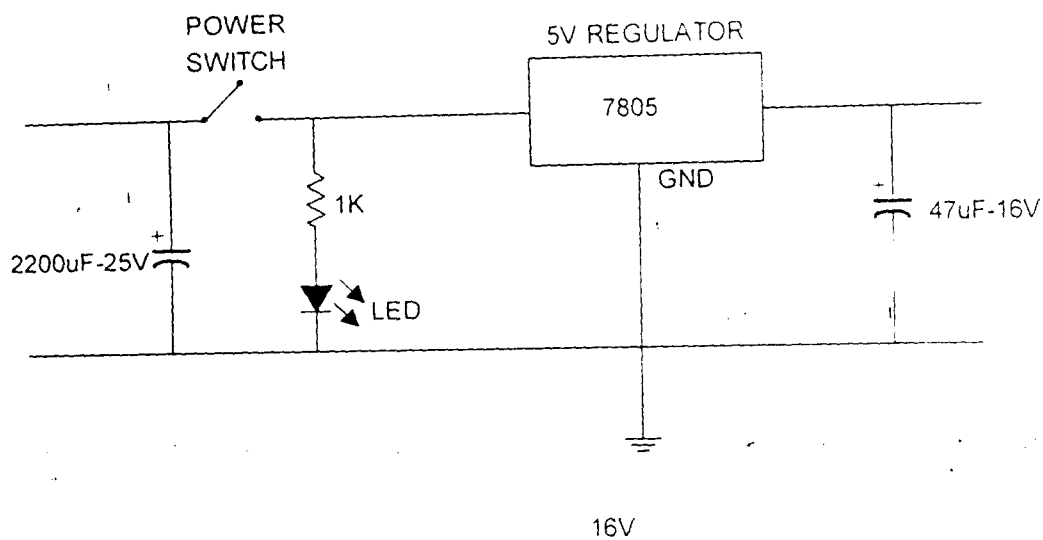 POWER
SWITCH
5V REGULATOR
7805
GND
1K
+
47uF-16V
+
2200uF-25V
LED
16V